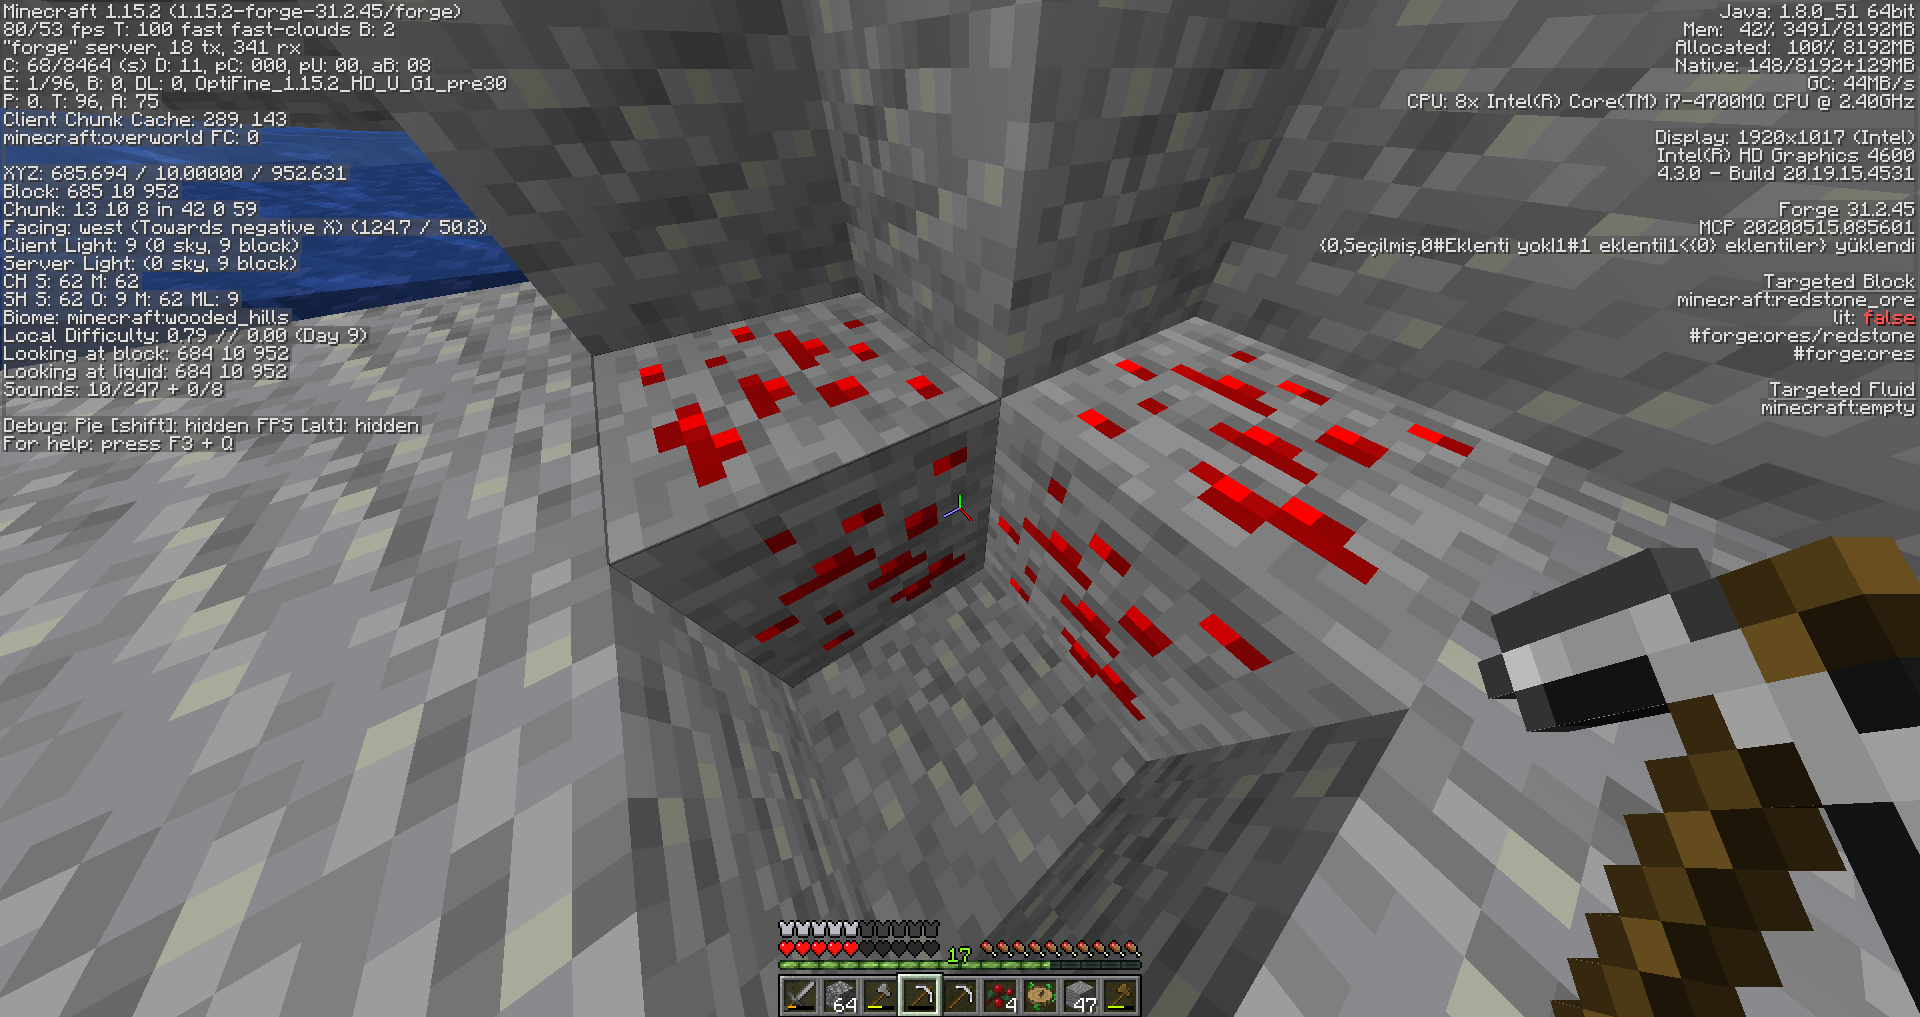 Minecraft 1.15.2 (1.15.2-forge-31.2.45/forge)
80/53 fps T: 100 fast fast-clouds B: 2
"forge" server, 18 tx, 341 rx
C: 68/8464 (s) D: 11, pC: 000, pU: 00, aB: 08
E: 1/96, B: 0, DL: 0, OptiFine_1.15.2_HD_U_G1_pre30
P: 0. T: 96, A: 75
Client Chunk Cache: 289, 143
minecraft:overworld FC: 0
XYZ: 685.694 / 10.00000 / 952.631
Block: 685 10 952
Chunk: 13 10 8 in 42 0 59
Facing: west (Towards negative X) (124.7 / 50.8)
Client Light: 9 (0 sky, 9 block)
Server Light: (0 sky, 9 block)
CH S: 62 M: 62
SH S: 62 O: 9 M: 62 ML: 9
Biome: minecraft:wooded_hills
Local Difficulty: 0.79 // 0.00 (Day 9)
Looking at block: 684 10 952
Looking at liquid: 684 10 952
Sounds: 10/247 + 0/8
Debug: Pie [shift]: hidden FPS [alt]: hidden
For help: press F3 + Q
Java: 1.8.0_51 64bit
Mem: 42% 3491/8192MB
Allocated: 100% 8192MB
Native: 148/8192+129MB
GC: 44MB/s
CPU: 8x Intel(R) Core(TM) i7-4700MQ CPU @ 2.40GHz
Display: 1920x1017 (Intel)
Intel(R) HD Graphics 4600
4.3.0 - Build 20.19.15.4531
Forge 31.2.45
MCP 20200515.085601
{0,Seçilmiş,0#Eklenti yok|1#1 eklenti|1<{0} eklentiler} yüklendi
Targeted Block
minecraft:redstone_ore
lit: false
#forge:ores/redstone
#forge:ores
Targeted Fluid
minecraft:empty
17
64
4
47